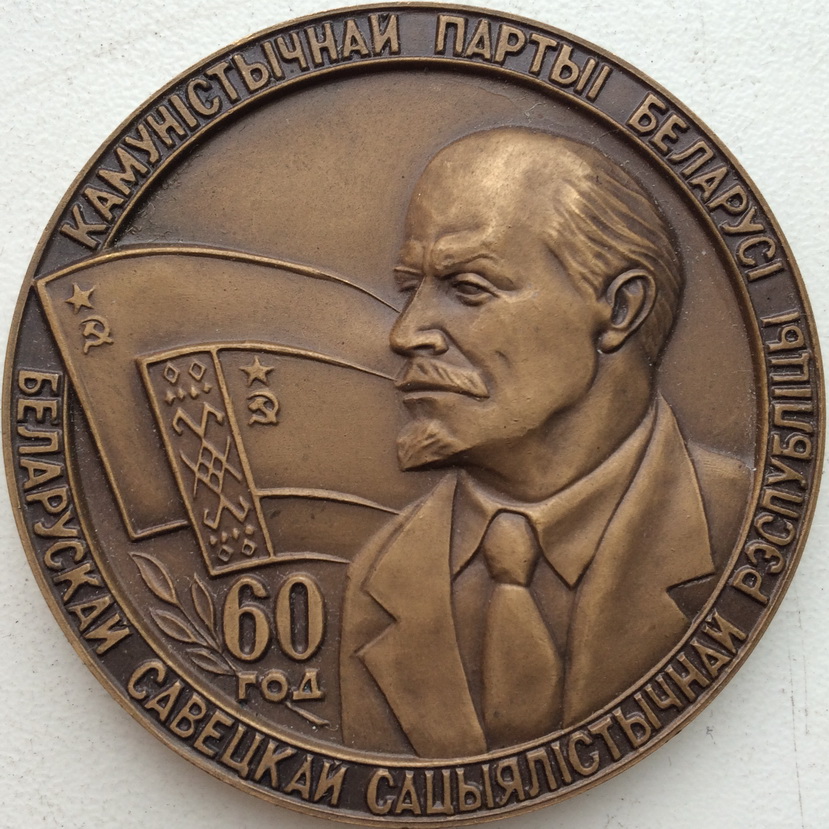 КАМУНІСТЫЧНАЙ ПАРТЫІ БЕЛАРУСІ
БЕЛАРУСКАЙ САВЕЦКАЙ САЦЫЯЛІСТЫЧНАЙ РЭСПУБЛІЦЫ
60
ГОД